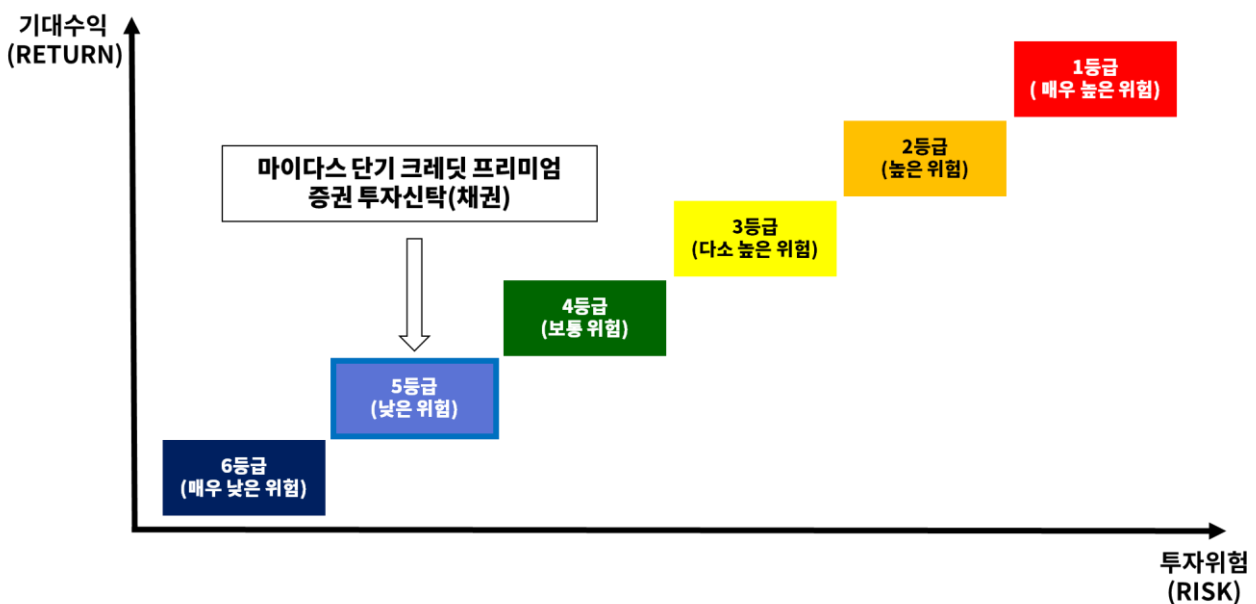 기대수익
(RETURN)
1등급
( 매우 높은 위험)
2등급
(높은 위험)
마이다스 단기 크레딧 프리미엄
증권 투자신탁(채권)
3등급
(다소 높은 위험)
4등급
(보통 위험)
5등급
(낮은 위험)
6등급
(매우 낮은 위험)
투자위험
(RISK)